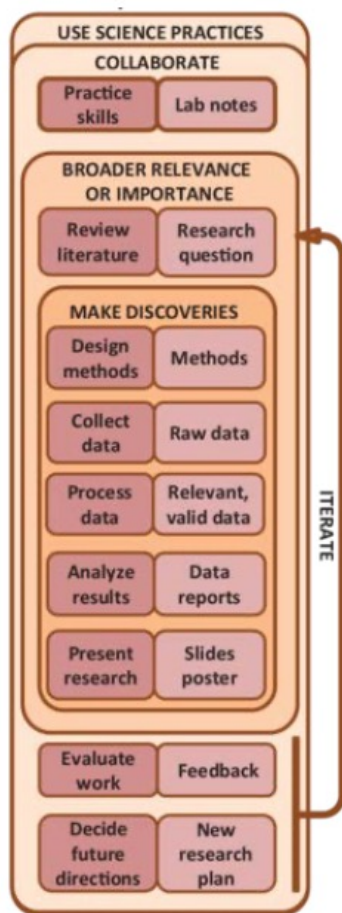 USE SCIENCE PRACTICES
COLLABORATE
Practice skills
Lab notes
BROADER RELEVANCE
OR IMPORTANCE
Review literature
Research question
MAKE DISCOVERIES
Design methods
Methods
Collect data
Raw data
Process data
Relevant, valid data
Analyze results
Data reports
Present research
Slides poster
Evaluate work
Feedback
Decide future directions
New research plan
ITERATE